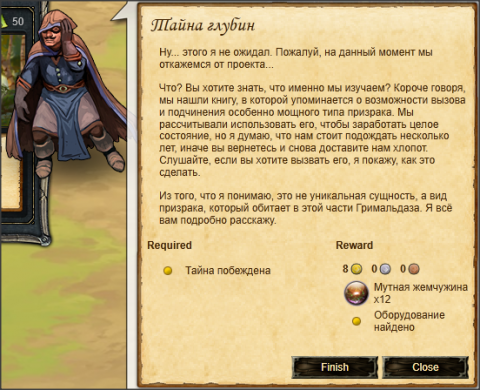 50
Тайна глубин
Ну... этого я не ожидал. Пожалуй, на данный момент мы
откажемся от проекта...
Что? Вы хотите знать, что именно мы изучаем? Короче говоря,
мы нашли книгу, в которой упоминается о возможности вызова
и подчинения особенно мощного типа призрака. Мы
рассчитывали использовать его, чтобы заработать целое
состояние, но я думаю, что нам стоит подождать несколько
лет, иначе вы вернетесь и снова доставите нам хлопот.
Слушайте, если вы хотите вызвать его, я покажу, как это
сделать.
Из того, что я понимаю, это не уникальная сущность, а вид
призрака, который обитает в этой части Гримальдаза. Я всё
вам подробно расскажу.
Required
Тайна побеждена
Reward
8 0 0
Мутная жемчужина
x12
Оборудование
найдено
Finish
Close